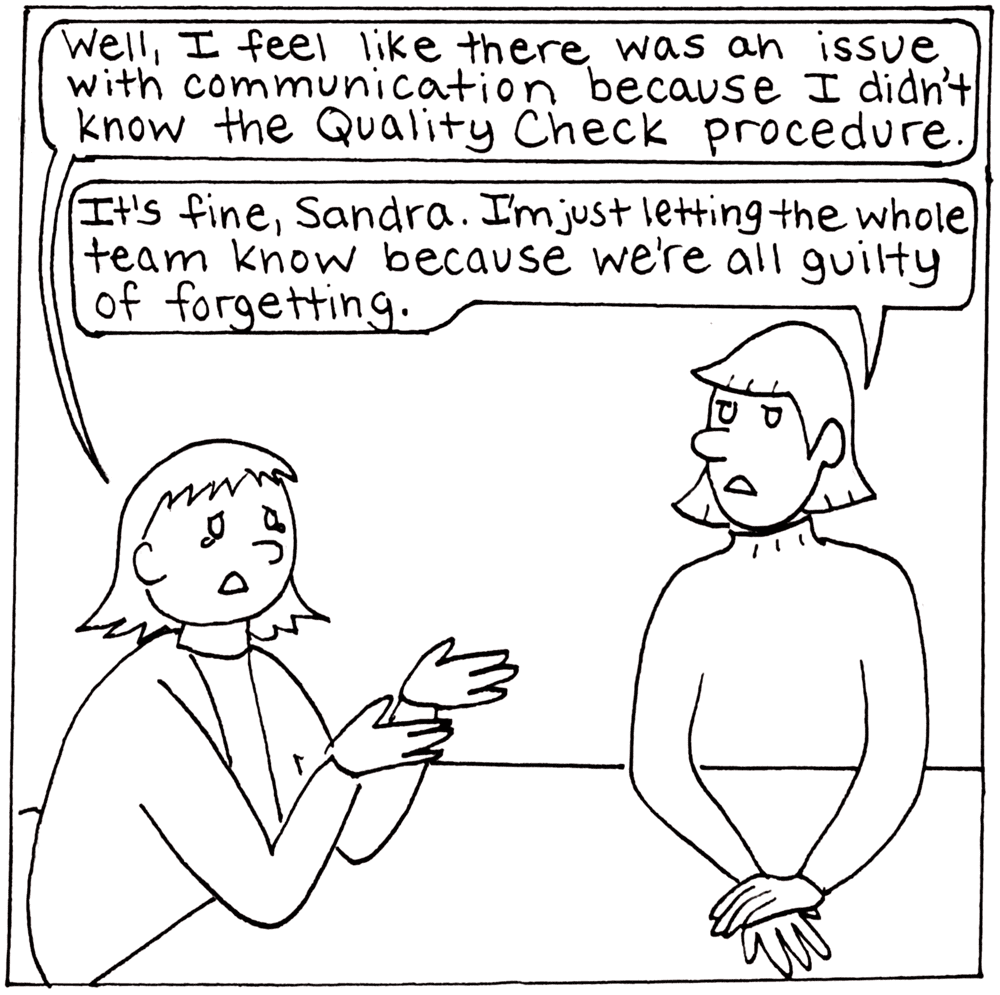 Well, I feel like there was an issue
with communication because I didn't
know the Quality Check procedure.
It's fine, Sandra. I'm just letting the whole
team know because we're all guilty
of forgetting.